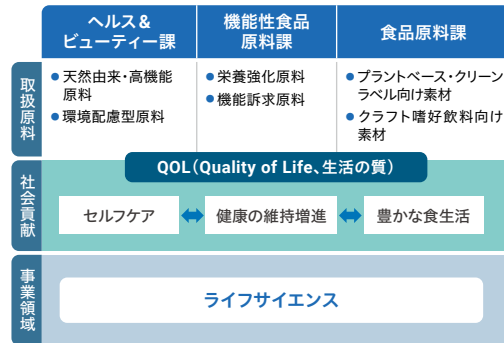 ヘルス＆
ビューティー課
機能性食品
原料課
食品原料課
取扱原料
● 天然由来・高機能
原料
● 環境配慮型原料
● 栄養強化原料
● 機能訴求原料
● プラントベース・クリーン
ラベル向け素材
● クラフト嗜好飲料向け
素材
社会貢献
QOL（Quality of Life、生活の質）
セルフケア
健康の維持増進
豊かな食生活
事業領域
ライフサイエンス